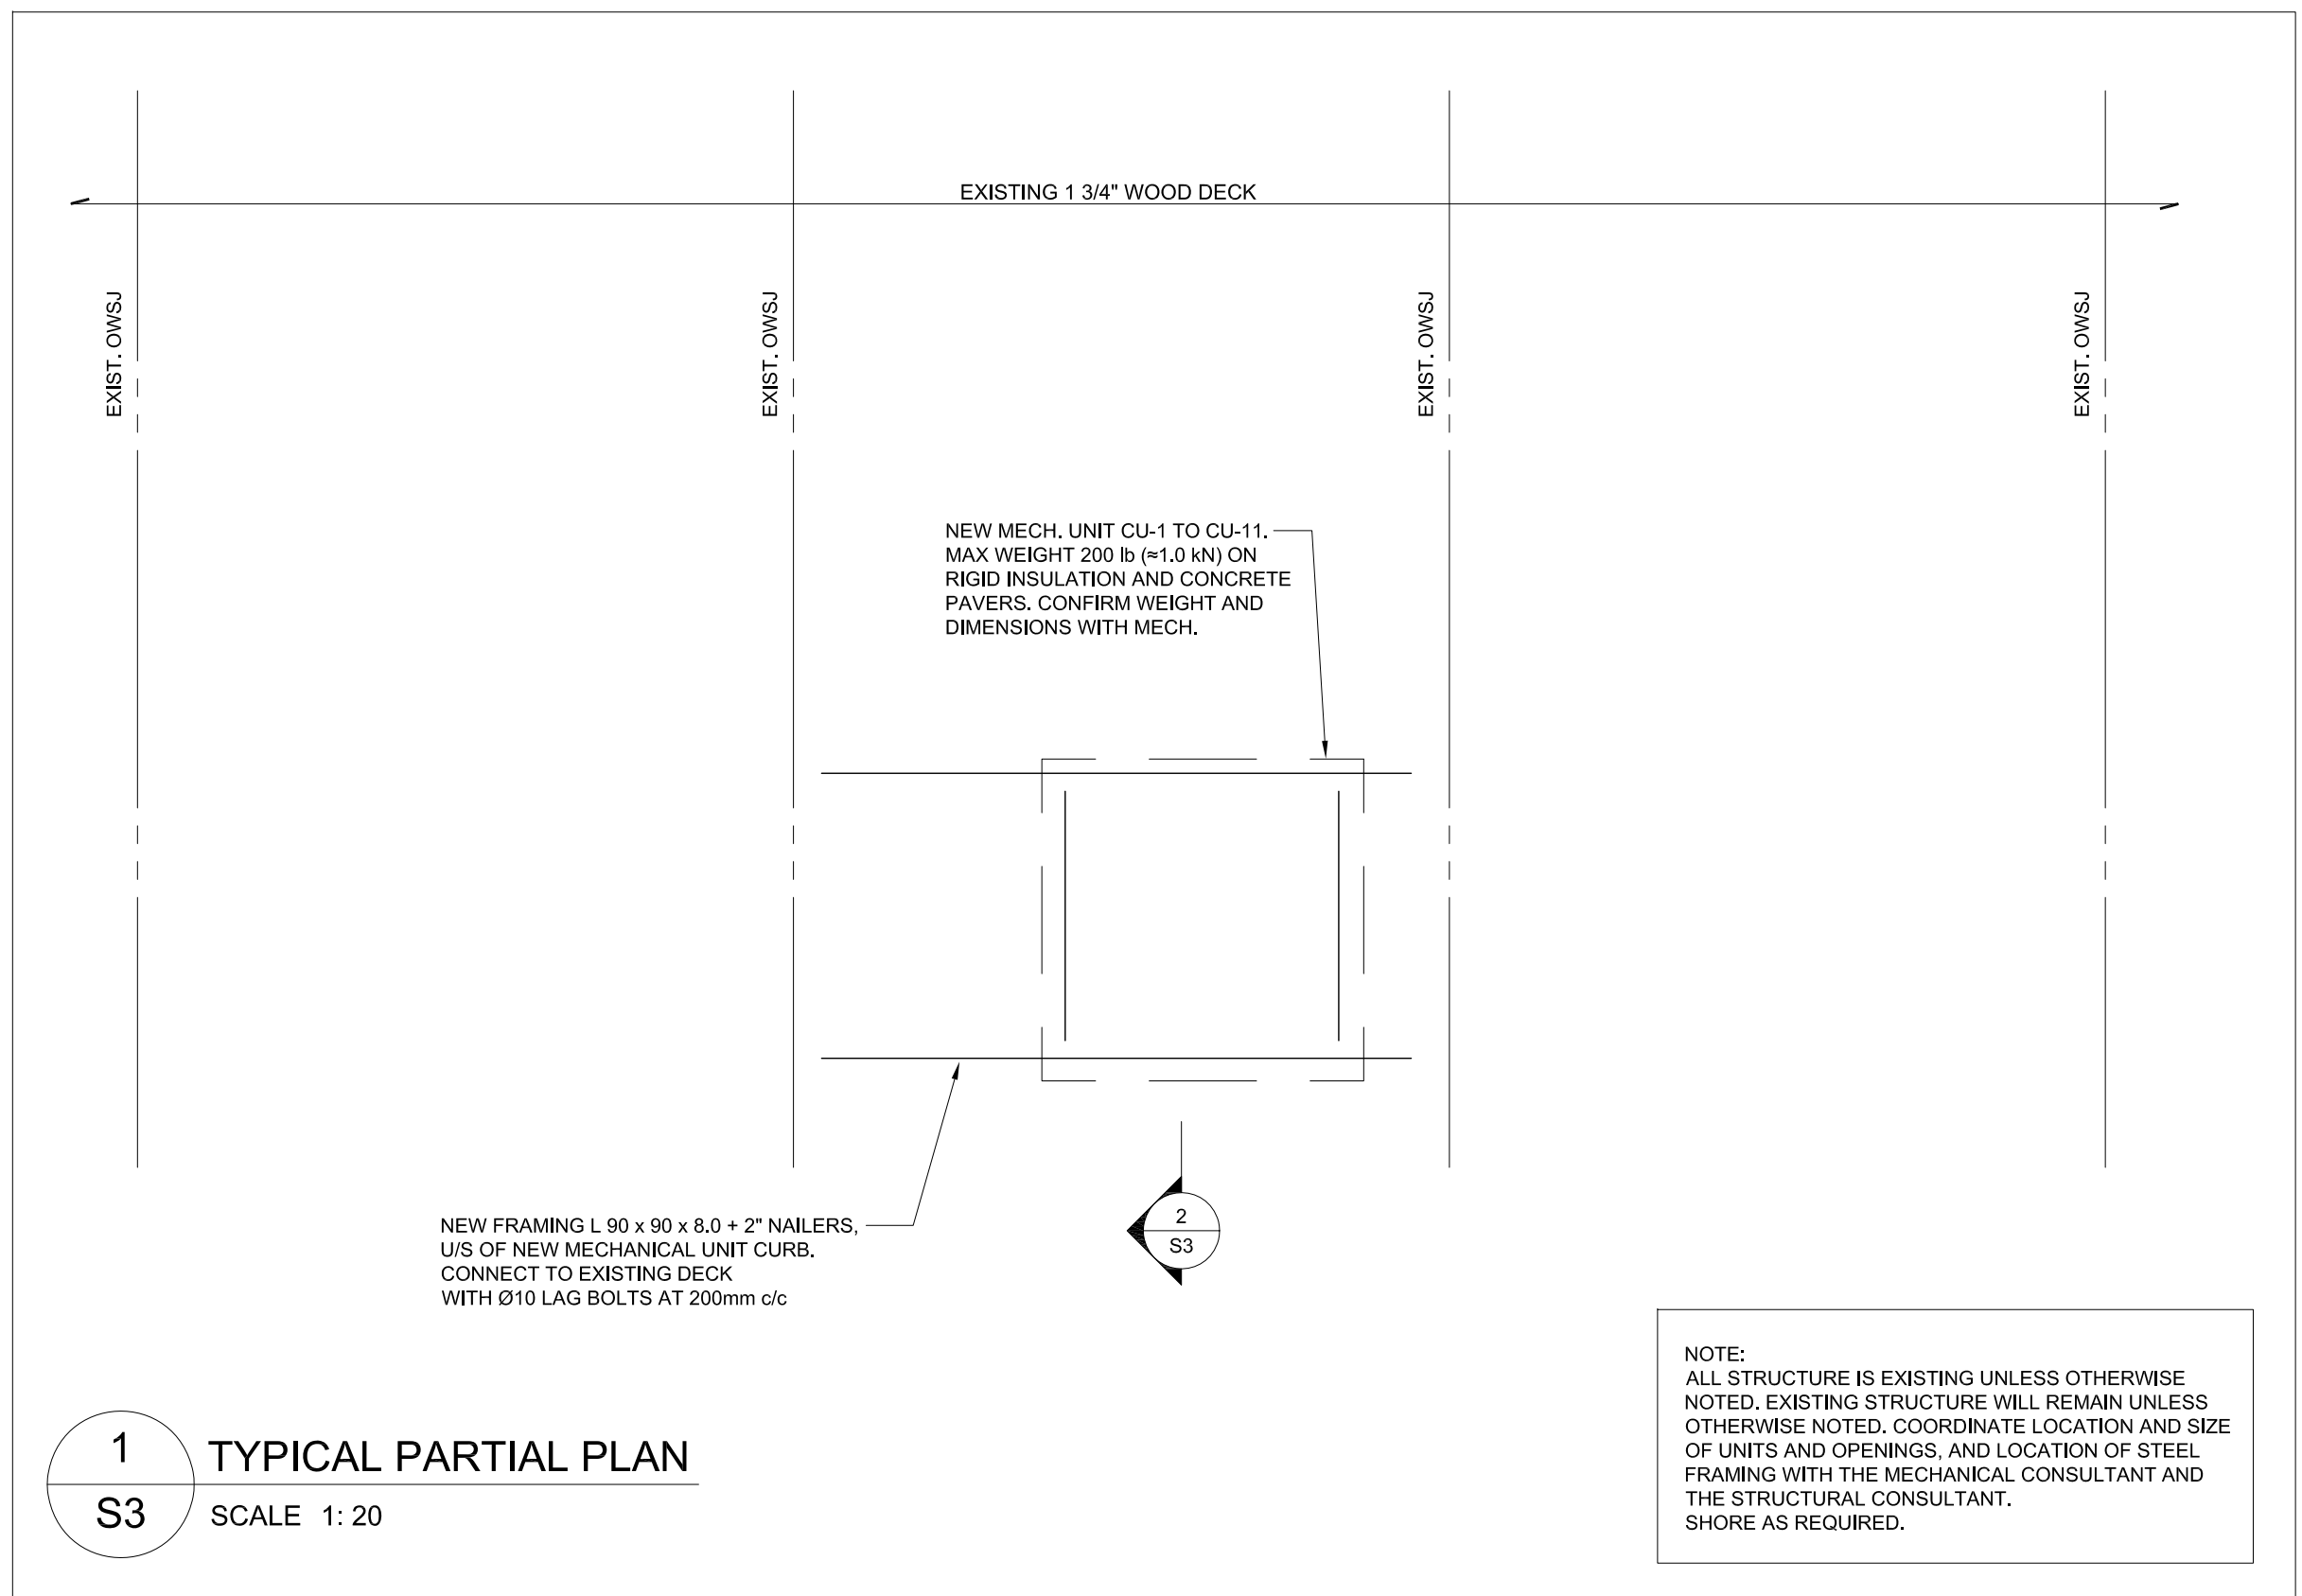 EXISTING 1 3/4" WOOD DECK
EXIST. OWSJ
EXIST. OWSJ
EXIST. OWSJ
EXIST. OWSJ
NEW MECH. UNIT CU-1 TO CU-11.
MAX WEIGHT 200 lb (≈1.0 kN) ON
RIGID INSULATION AND CONCRETE
PAVERS. CONFIRM WEIGHT AND
DIMENSIONS WITH MECH.
NEW FRAMING L 90 x 90 x 8.0 + 2" NAILERS,
U/S OF NEW MECHANICAL UNIT CURB.
CONNECT TO EXISTING DECK
WITH Ø10 LAG BOLTS AT 200mm c/c
2
S3
NOTE:
ALL STRUCTURE IS EXISTING UNLESS OTHERWISE
NOTED. EXISTING STRUCTURE WILL REMAIN UNLESS
OTHERWISE NOTED. COORDINATE LOCATION AND SIZE
OF UNITS AND OPENINGS, AND LOCATION OF STEEL
FRAMING WITH THE MECHANICAL CONSULTANT AND
THE STRUCTURAL CONSULTANT.
SHORE AS REQUIRED.
1
S3
TYPICAL PARTIAL PLAN
SCALE 1: 20